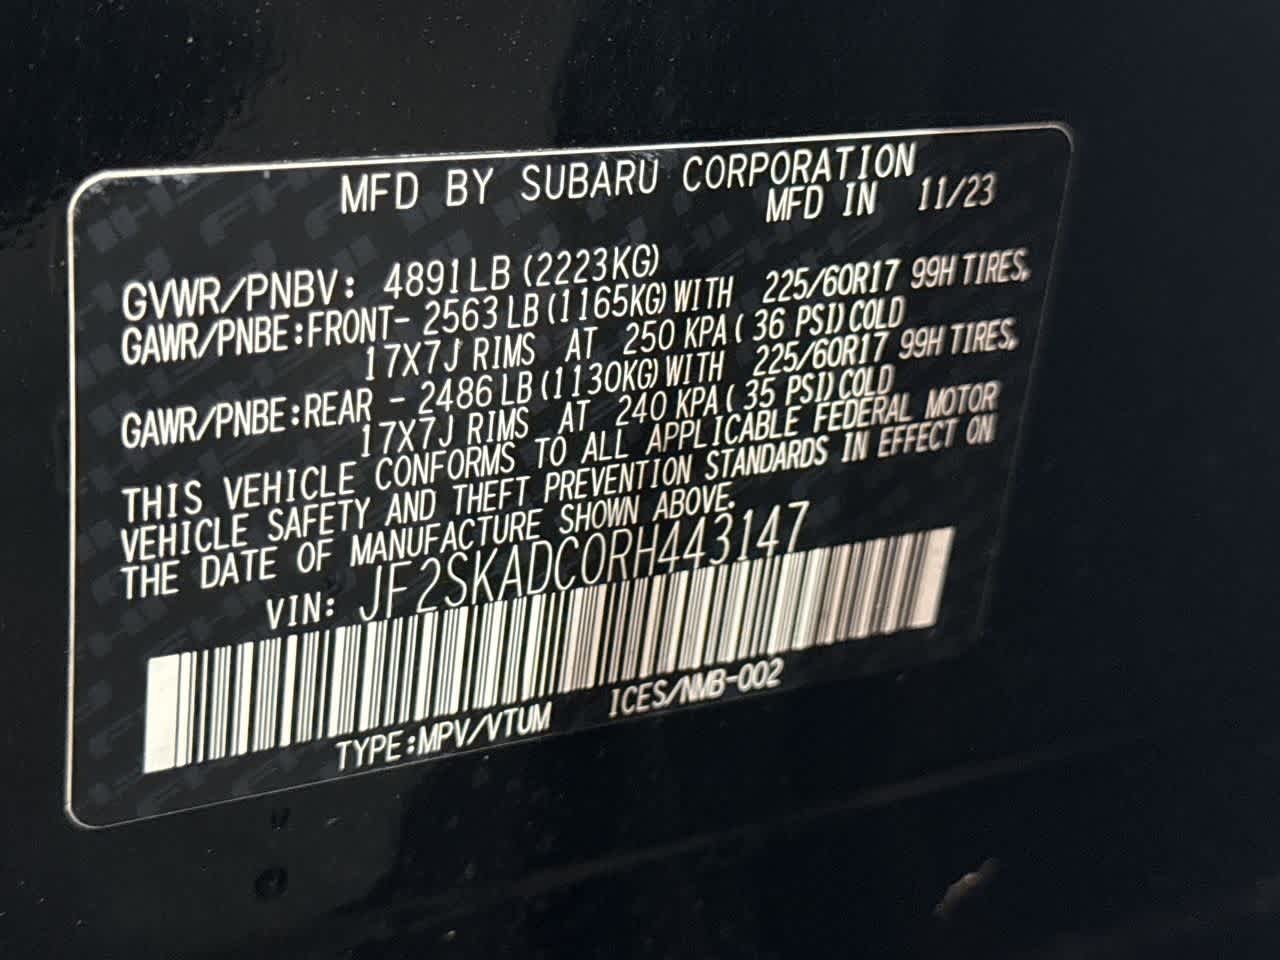 MFD BY SUBARU CORPORATION
MFD IN 11/23
GVWR/PNBV: 4891LB (2223KG)
GAWR/PNBE:FRONT- 2563 LB (1165KG) WITH 225/60R17 99H TIRES,
17X7J RIMS AT 250 KPA ( 36 PSI) COLD
GAWR/PNBE:REAR - 2486 LB (1130KG) WITH 225/60R17 99H TIRES,
17X7J RIMS AT 240 KPA ( 35 PSI) COLD
THIS VEHICLE CONFORMS TO ALL APPLICABLE FEDERAL MOTOR
VEHICLE SAFETY AND THEFT PREVENTION STANDARDS IN EFFECT ON
THE DATE OF MANUFACTURE SHOWN ABOVE.
VIN: JF2SKADC0RH443147
TYPE:MPV/VTUM ICES/NMB-002